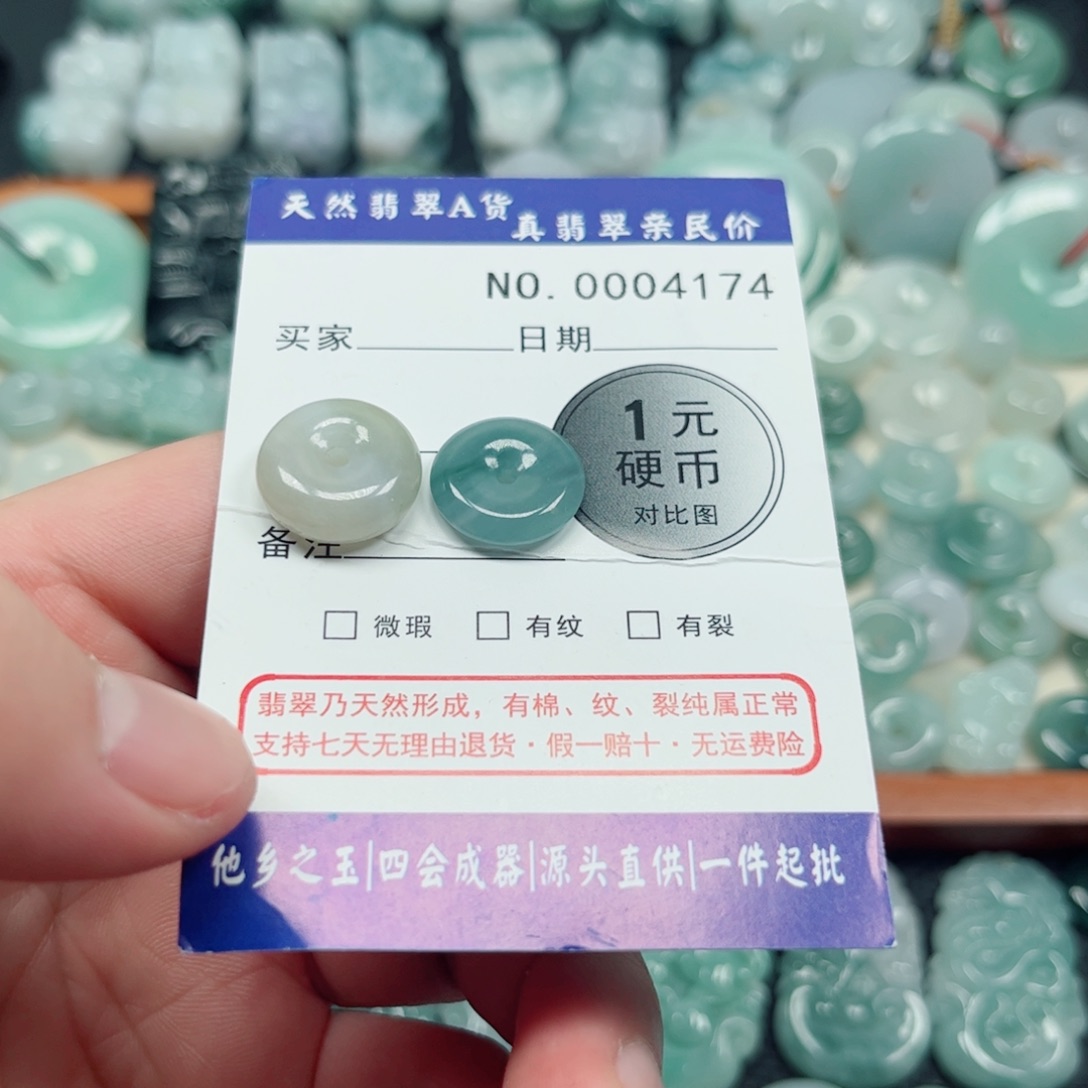 天然翡翠A货
真翡翠亲民价
NO. 0004174
买家 日期
1元
硬币
对比图
备注
微瑕 有纹 有裂
翡翠乃天然形成，有棉、纹、裂纯属正常
支持七天无理由退货·假一赔十·无运费险
他乡之玉|四会成器|源头直供|一件起批